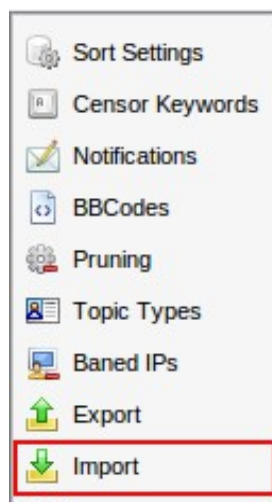 Sort Settings
Censor Keywords
Notifications
BBCodes
Pruning
Topic Types
Baned IPs
Export
Import